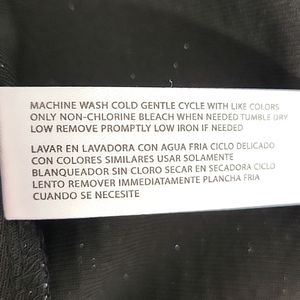 MACHINE WASH COLD GENTLE CYCLE WITH LIKE COLORS
ONLY NON-CHLORINE BLEACH WHEN NEEDED TUMBLE DRY
LOW REMOVE PROMPTLY LOW IRON IF NEEDED
LAVAR EN LAVADORA CON AGUA FRIA CICLO DELICADO
CON COLORES SIMILARES USAR SOLAMENTE
BLANQUEADOR SIN CLORO SECAR EN SECADORA CICLO
LENTO REMOVER IMMEDIATAMENTE PLANCHA FRIA
CUANDO SE NECESITE